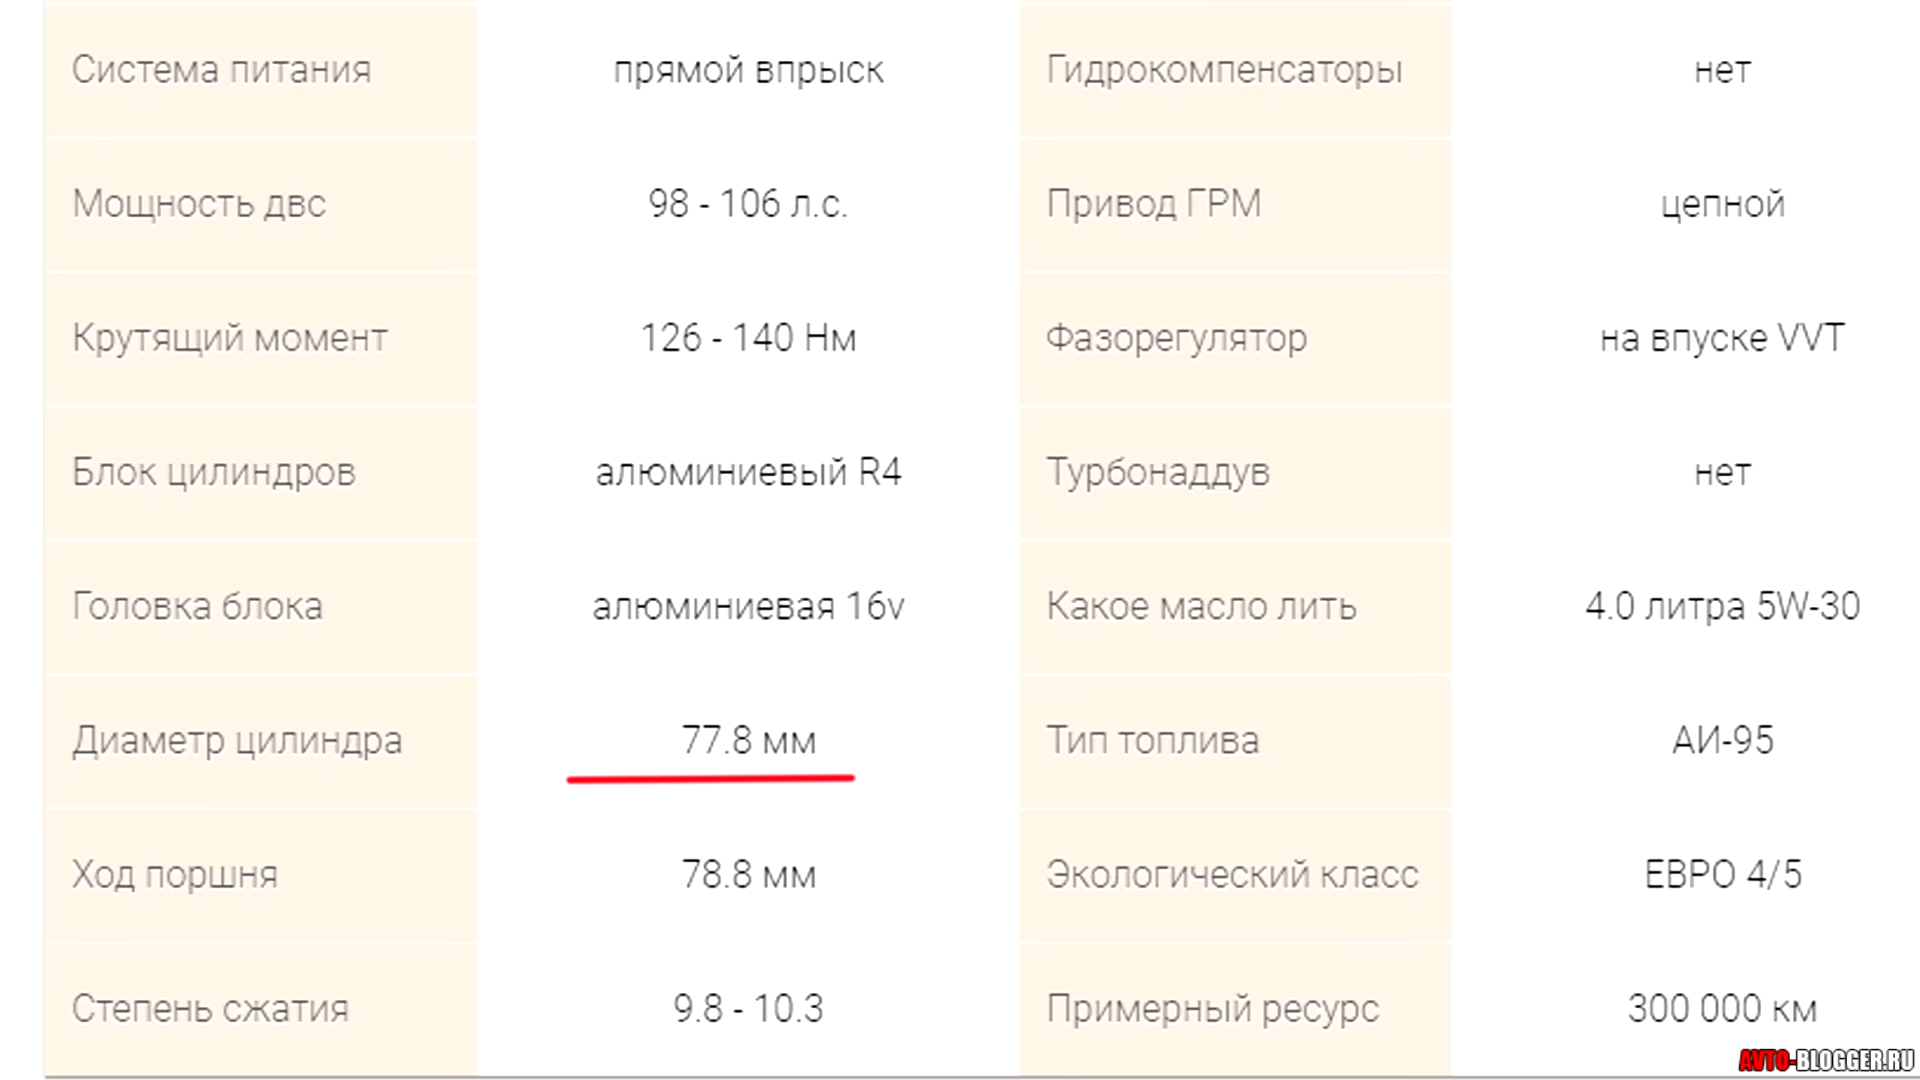 Система питания прямой впрыск Гидрокомпенсаторы нет
Мощность двс 98 - 106 л.с. Привод ГРМ цепной
Крутящий момент 126 - 140 Нм Фазорегулятор на впуске VVT
Блок цилиндров алюминиевый R4 Турбонаддув нет
Головка блока алюминиевая 16v Какое масло лить 4.0 литра 5W-30
Диаметр цилиндра 77.8 мм Тип топлива АИ-95
Ход поршня 78.8 мм Экологический класс ЕВРО 4/5
Степень сжатия 9.8 - 10.3 Примерный ресурс 300 000 км
AVTO-BLOGGER.RU